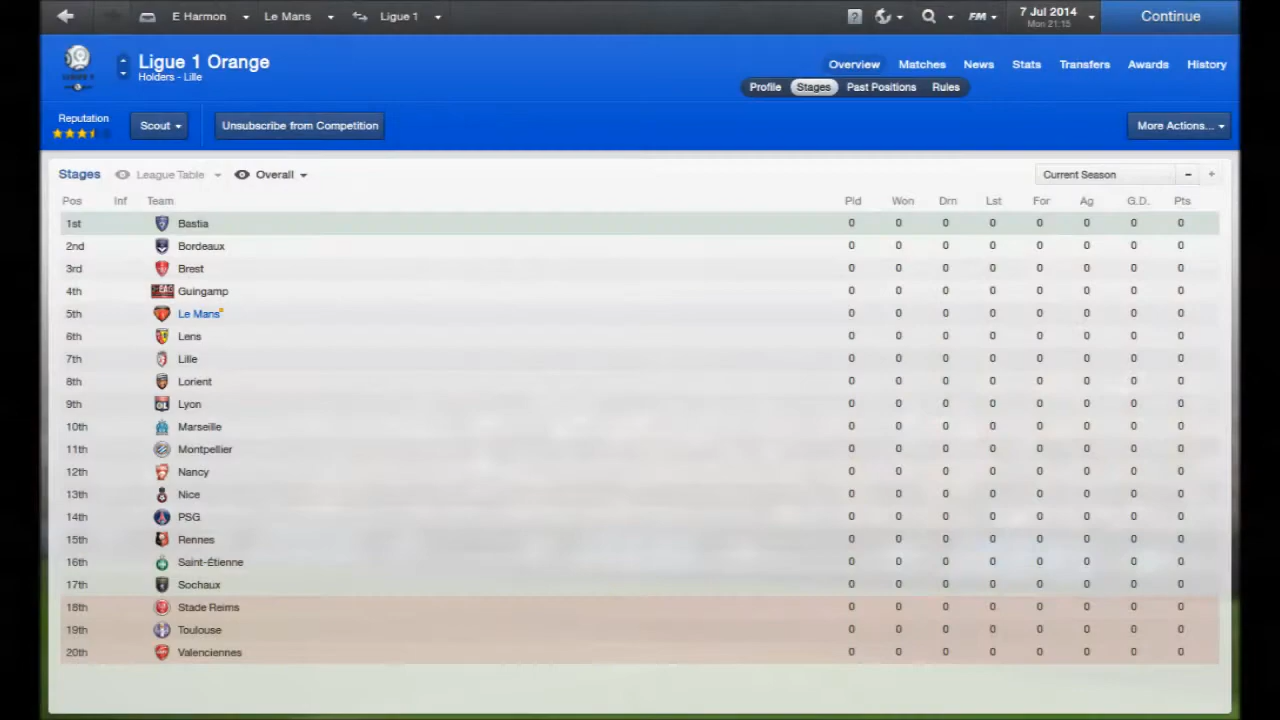 E Harmon Le Mans Ligue 1 FM 7 Jul 2014 Continue
Mon 21:15
Ligue 1 Orange
Holders - Lille
Overview Matches News Stats Transfers Awards History
Profile Stages Past Positions Rules
Reputation
Scout Unsubscribe from Competition More Actions...
Stages League Table Overall Current Season - +
Pos Inf Team Pld Won Drn Lst For Ag G.D. Pts
1st Bastia 0 0 0 0 0 0 0 0
2nd Bordeaux 0 0 0 0 0 0 0 0
3rd Brest 0 0 0 0 0 0 0 0
4th Guingamp 0 0 0 0 0 0 0 0
5th Le Mans 0 0 0 0 0 0 0 0
6th Lens 0 0 0 0 0 0 0 0
7th Lille 0 0 0 0 0 0 0 0
8th Lorient 0 0 0 0 0 0 0 0
9th Lyon 0 0 0 0 0 0 0 0
10th Marseille 0 0 0 0 0 0 0 0
11th Montpellier 0 0 0 0 0 0 0 0
12th Nancy 0 0 0 0 0 0 0 0
13th Nice 0 0 0 0 0 0 0 0
14th PSG 0 0 0 0 0 0 0 0
15th Rennes 0 0 0 0 0 0 0 0
16th Saint-Étienne 0 0 0 0 0 0 0 0
17th Sochaux 0 0 0 0 0 0 0 0
18th Stade Reims 0 0 0 0 0 0 0 0
19th Toulouse 0 0 0 0 0 0 0 0
20th Valenciennes 0 0 0 0 0 0 0 0